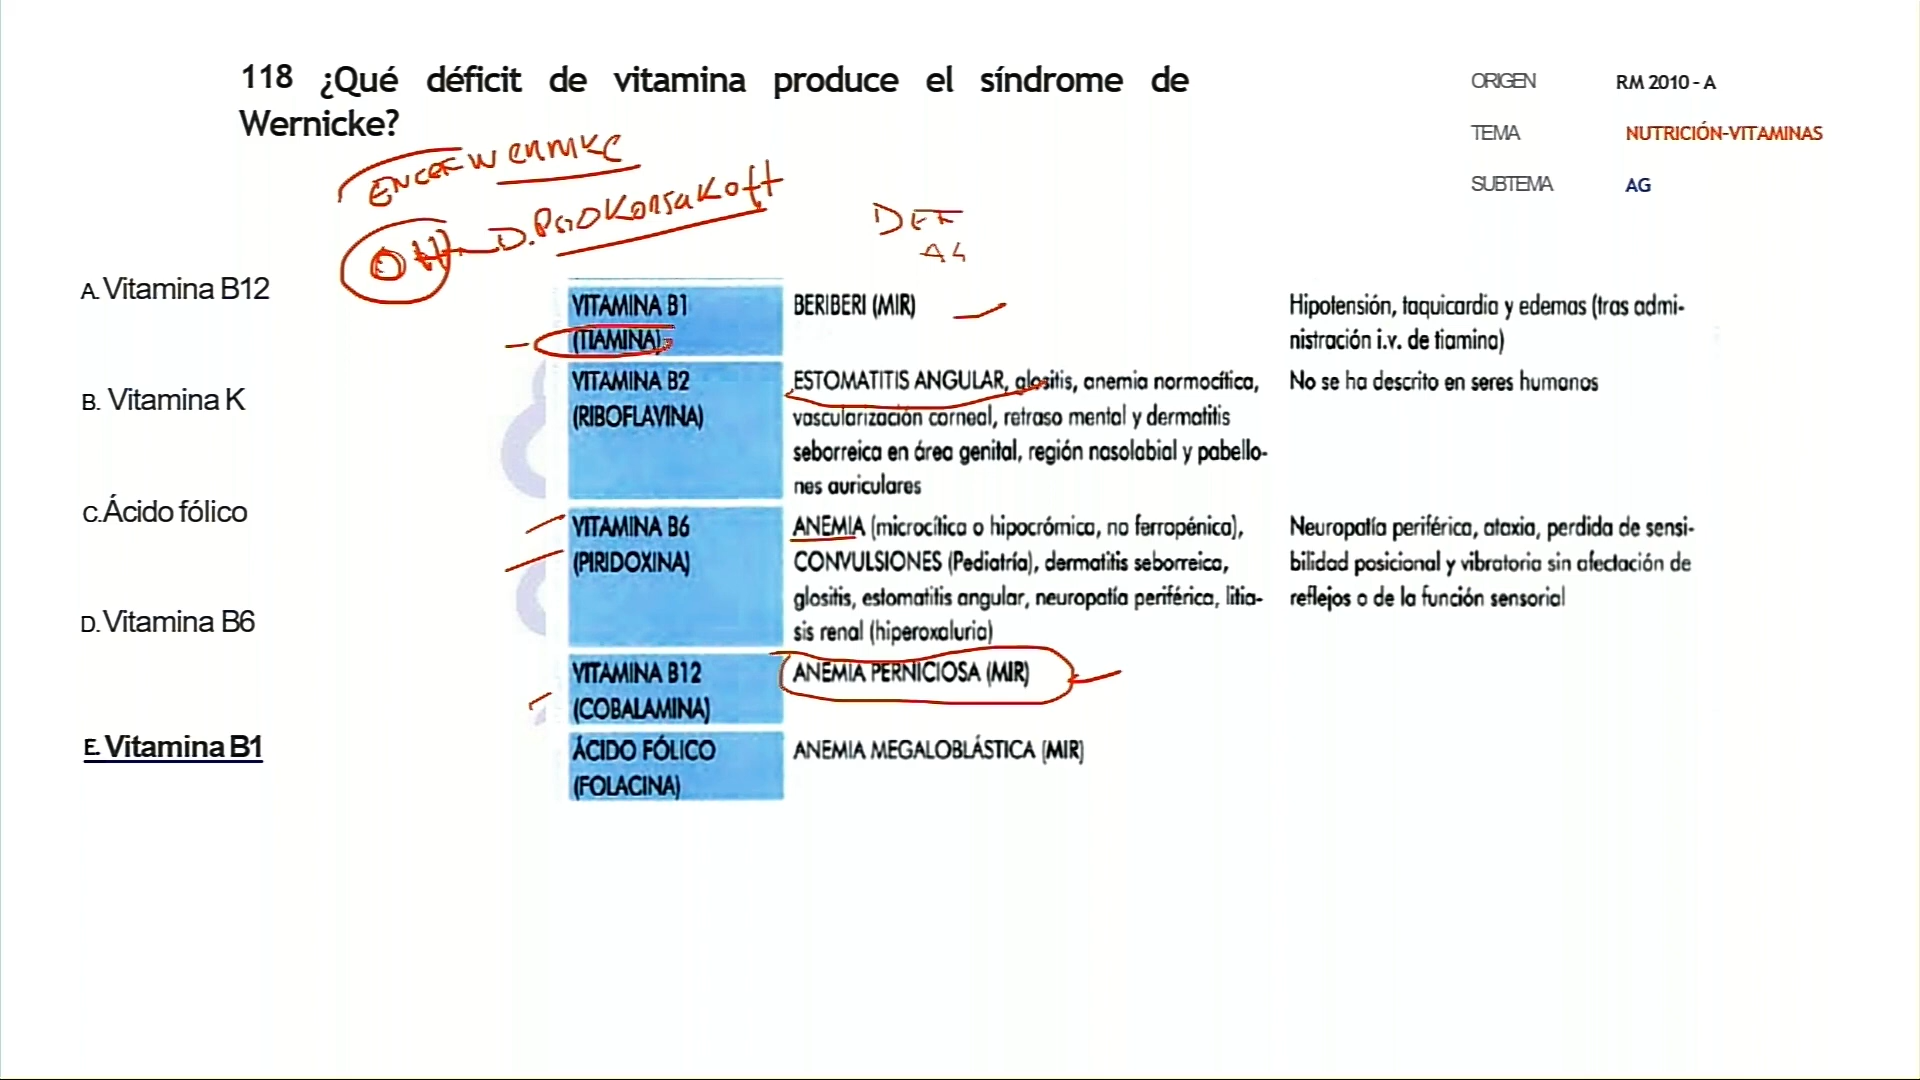 118 ¿Qué déficit de vitamina produce el síndrome de
Wernicke?
ORIGEN RM 2010 - A
TEMA NUTRICIÓN-VITAMINAS
SUBTEMA AG
Wernike
OH D. Psio Korsakoff
DEF
A. Vitamina B12
B. Vitamina K
C. Ácido fólico
D. Vitamina B6
E. Vitamina B1
VITAMINA B1
(TIAMINA)
BERIBERI (MIR)
Hipotensión, taquicardia y edemas (tras admi-
nistración i.v. de tiamina)
VITAMINA B2
(RIBOFLAVINA)
ESTOMATITIS ANGULAR, glositis, anemia normocítica,
vascularización corneal, retraso mental y dermatitis
seborreica en área genital, región nasolabial y pabello-
nes auriculares
No se ha descrito en seres humanos
VITAMINA B6
(PIRIDOXINA)
ANEMIA (microcítica o hipocrómica, no ferropénica),
CONVULSIONES (Pediatría), dermatitis seborreica,
glositis, estomatitis angular, neuropatía periférica, litia-
sis renal (hiperoxaluria)
Neuropatía periférica, ataxia, perdida de sensi-
bilidad posicional y vibratoria sin afectación de
reflejos o de la función sensorial
VITAMINA B12
(COBALAMINA)
ANEMIA PERNICIOSA (MIR)
ÁCIDO FÓLICO
(FOLACINA)
ANEMIA MEGALOBLÁSTICA (MIR)